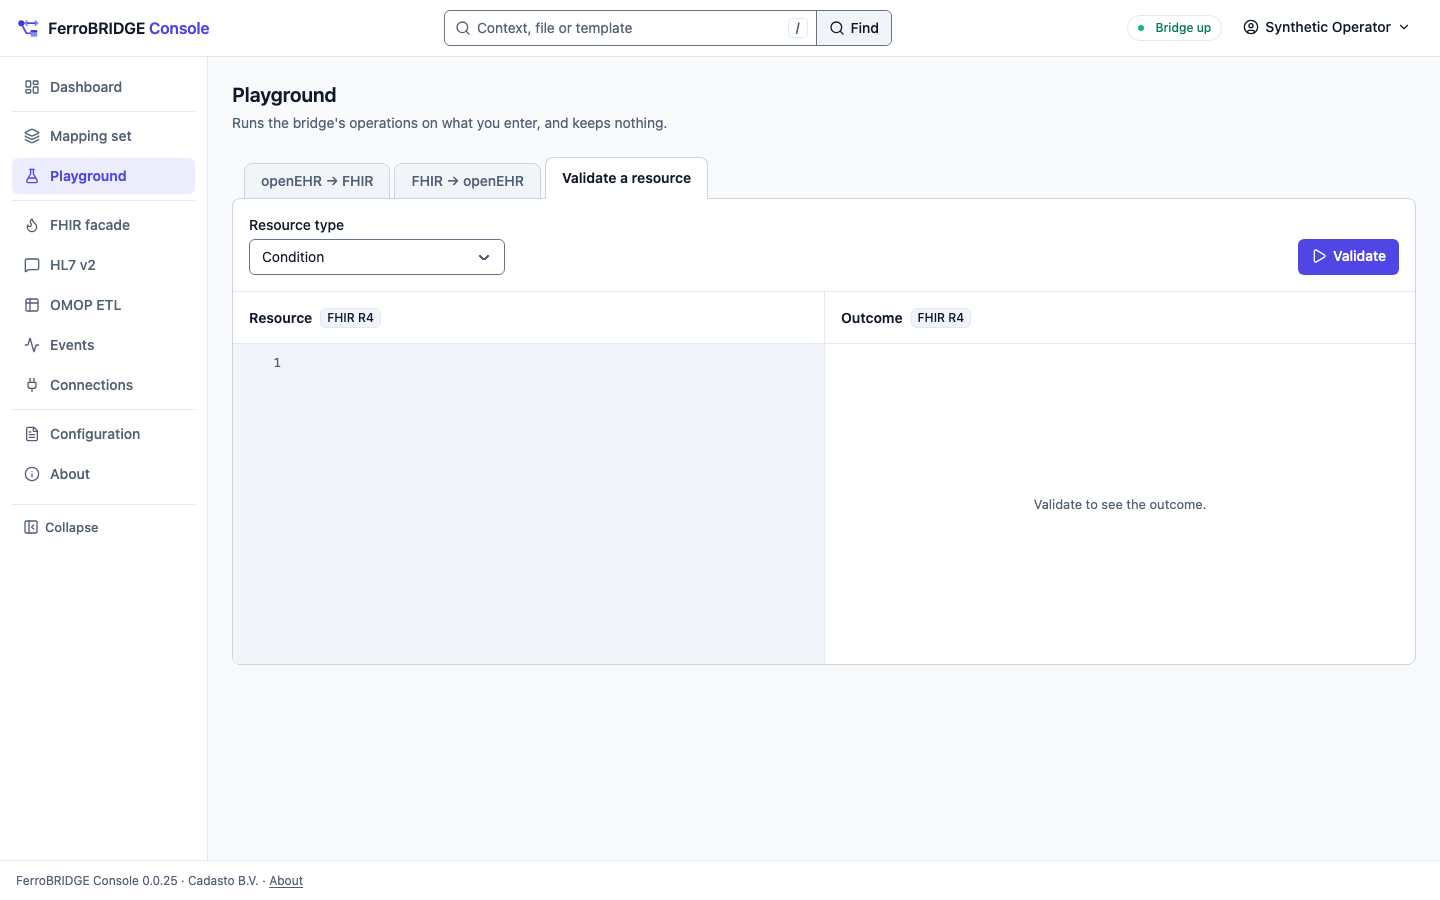 FerroBRIDGE Console
Context, file or template
/
Find
Bridge up
Synthetic Operator
Dashboard
Mapping set
Playground
FHIR facade
HL7 v2
OMOP ETL
Events
Connections
Configuration
About
Collapse
Playground
Runs the bridge's operations on what you enter, and keeps nothing.
openEHR → FHIR
FHIR → openEHR
Validate a resource
Resource type
Condition
Validate
Resource FHIR R4
Outcome FHIR R4
1
Validate to see the outcome.
FerroBRIDGE Console 0.0.25 · Cadasto B.V. · About